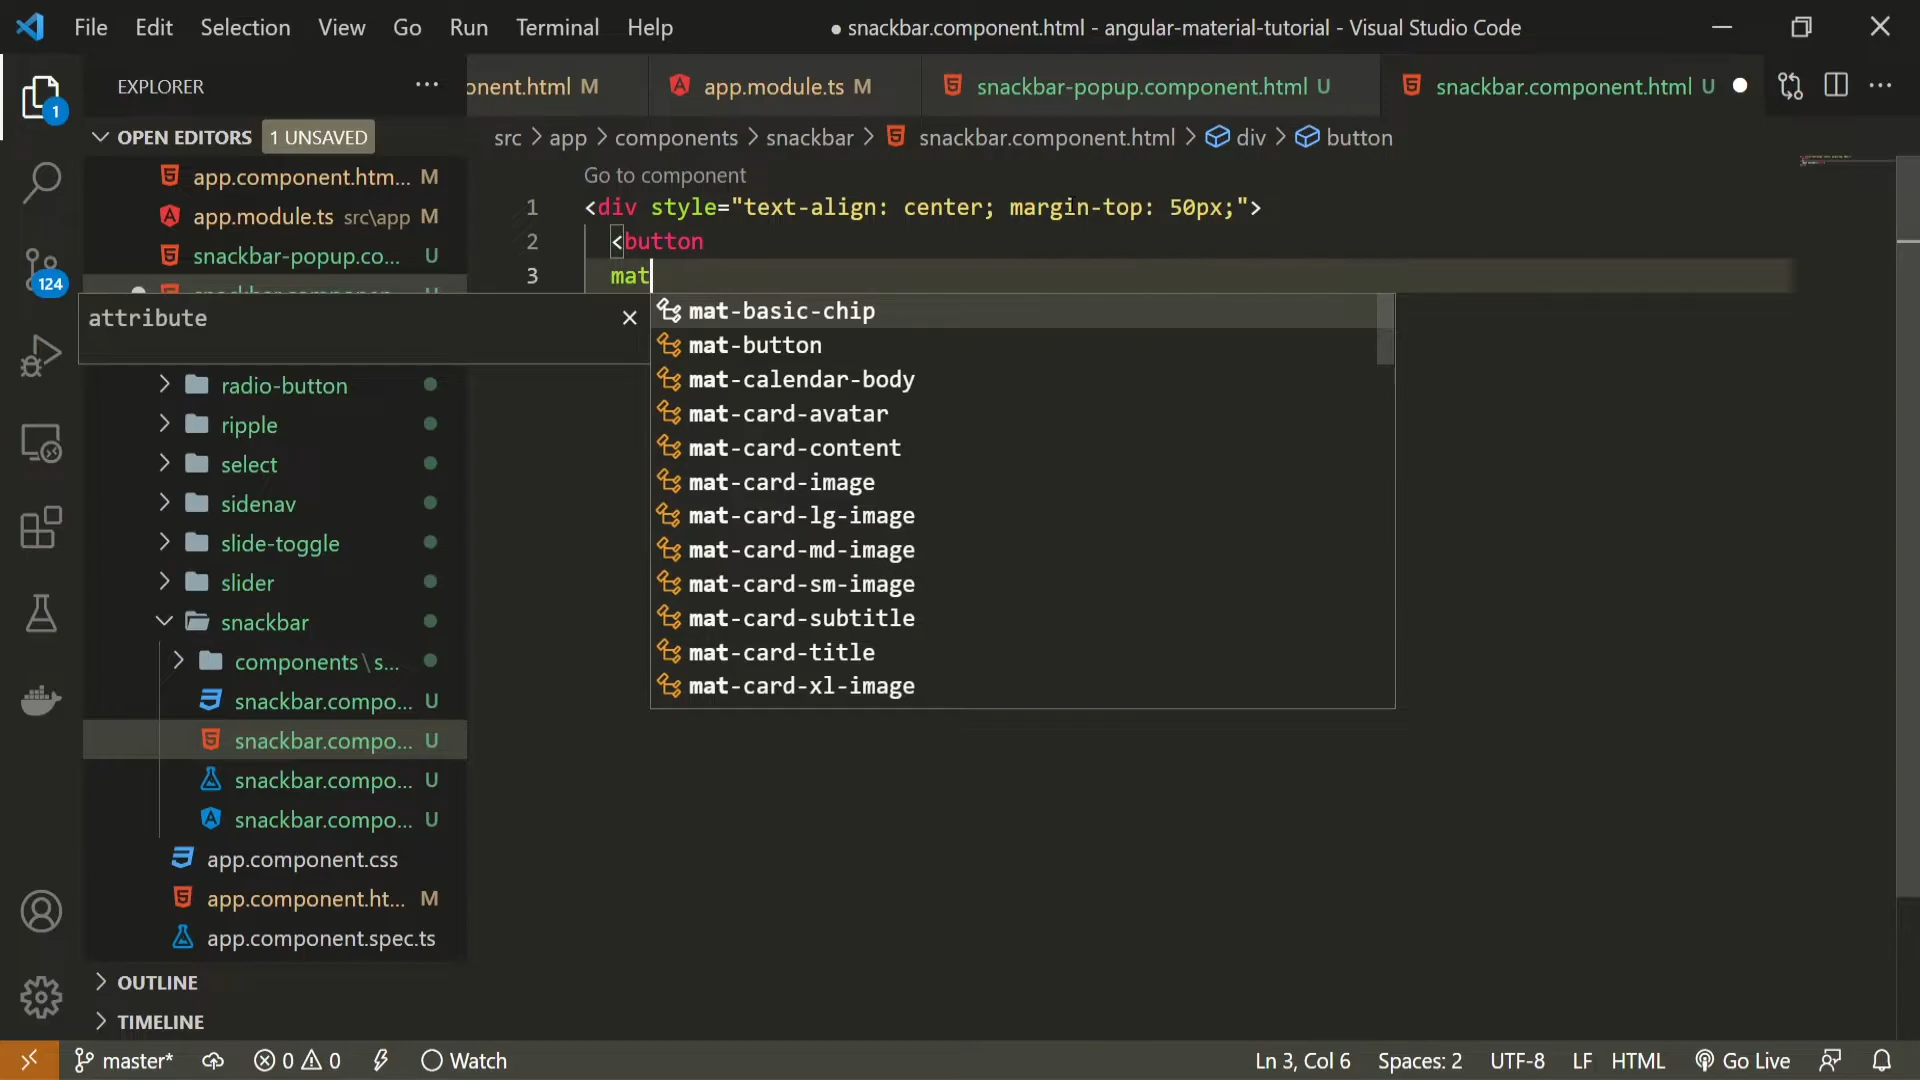 File Edit Selection View Go Run Terminal Help
● snackbar.component.html - angular-material-tutorial - Visual Studio Code
EXPLORER
onent.html M
app.module.ts M
snackbar-popup.component.html U
snackbar.component.html U
1
OPEN EDITORS 1 UNSAVED
src > app > components > snackbar > snackbar.component.html > div > button
app.component.htm... M
app.module.ts src\app M
snackbar-popup.co... U
124
Go to component
1 <div style="text-align: center; margin-top: 50px;">
2 <button
3 mat
attribute
mat-basic-chip
mat-button
mat-calendar-body
mat-card-avatar
mat-card-content
mat-card-image
mat-card-lg-image
mat-card-md-image
mat-card-sm-image
mat-card-subtitle
mat-card-title
mat-card-xl-image
radio-button
ripple
select
sidenav
slide-toggle
slider
snackbar
components\s...
snackbar.compo... U
snackbar.compo... U
snackbar.compo... U
snackbar.compo... U
app.component.css
app.component.ht... M
app.component.spec.ts
OUTLINE
TIMELINE
master* 0 0 Watch
Ln 3, Col 6 Spaces: 2 UTF-8 LF HTML Go Live